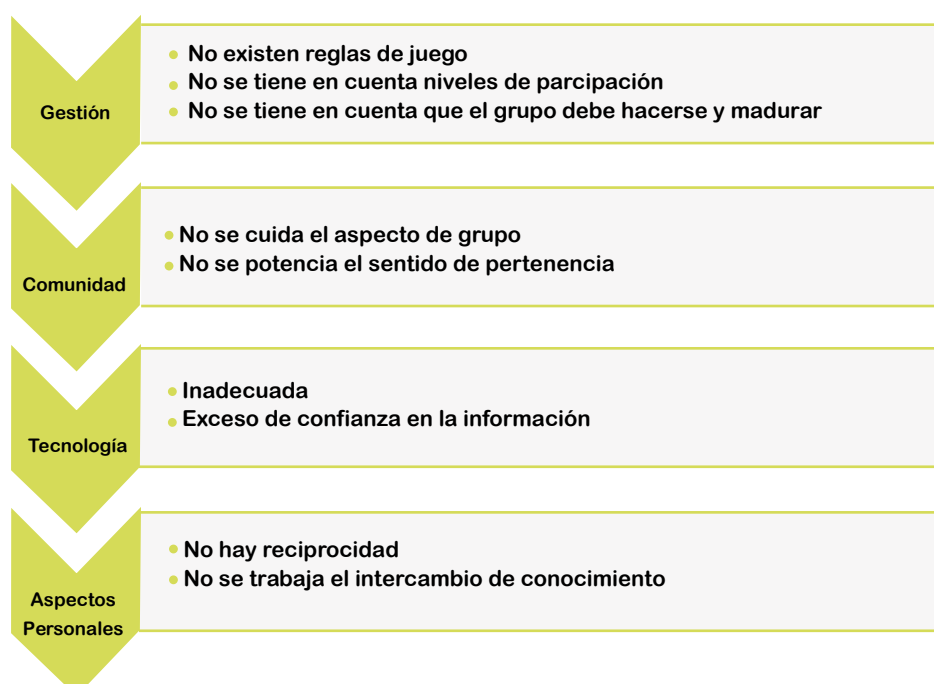 Gestión
No existen reglas de juego
No se tiene en cuenta niveles de parcipación
No se tiene en cuenta que el grupo debe hacerse y madurar
Comunidad
No se cuida el aspecto de grupo
No se potencia el sentido de pertenencia
Tecnología
Inadecuada
Exceso de confianza en la información
Aspectos
Personales
No hay reciprocidad
No se trabaja el intercambio de conocimiento